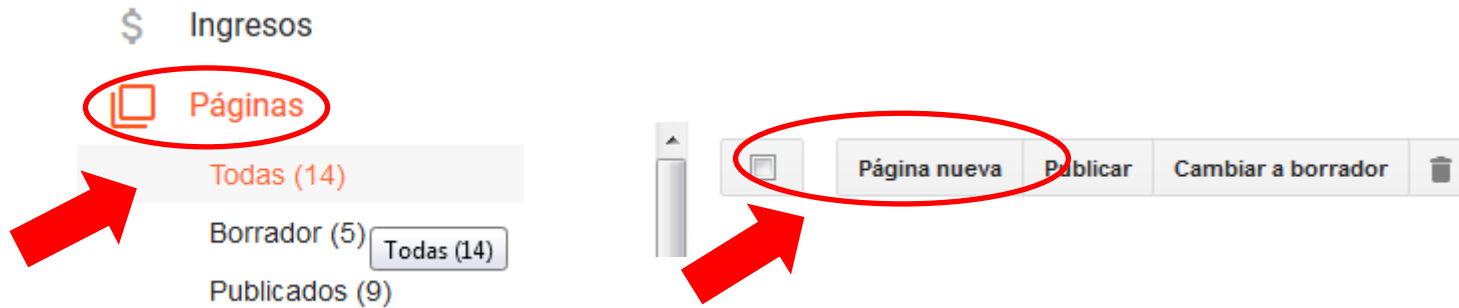 $ Ingresos
Páginas
Todas (14)
Borrador (5)
Todas (14)
Publicados (9)
Página nueva
Publicar
Cambiar a borrador